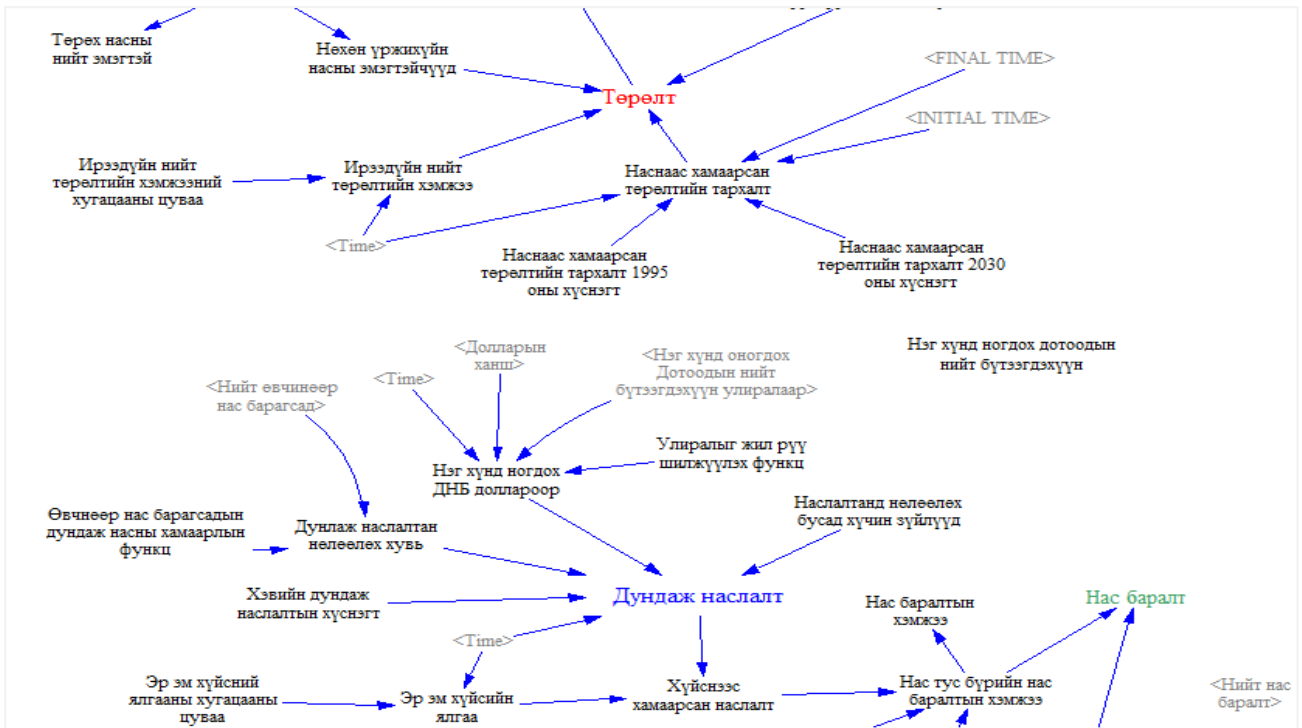 Төрөх насны
нийт эмэгтэй
Нөхөн үржихүйн
насны эмэгтэйчүүд
<FINAL TIME>
Төрөлт
<INITIAL TIME>
Ирээдүйн нийт
төрөлтийн хэмжээний
хугацааны цуваа
Ирээдүйн нийт
төрөлтийн хэмжээ
Наснаас хамаарсан
төрөлтийн тархалт
<Time>
Наснаас хамаарсан
төрөлтийн тархалт 1995
оны хүснэгт
Наснаас хамаарсан
төрөлтийн тархалт 2030
оны хүснэгт
Нэг хүнд ногдох дотоодын
нийт бүтээгдэхүүн
<Долларын
ханш>
<Нэг хүнд оногдох
Дотоодын нийт
бүтээгдэхүүн улиралаар>
<Time>
<Нийт өвчинөөр
нас барагсад>
Улиралыг жил рүү
шилжүүлэх функц
Нэг хүнд ногдох
ДНБ доллароор
Наслалтанд нөлөөлөх
бусад хүчин зүйлүүд
Өвчнөөр нас барагсадын
дундаж насны хамаарлын
функц
Дунлаж наслалтан
нөлөөлөх хувь
Хэвийн дундаж
наслалтын хүснэгт
Дундаж наслалт
Нас баралтын
хэмжээ
Нас баралт
<Time>
Эр эм хүйсний
ялгааны хугацааны
цуваа
Эр эм хүйсийн
ялгаа
Хүйснээс
хамаарсан наслалт
Нас тус бүрийн нас
баралтын хэмжээ
<Нийт нас
баралт>